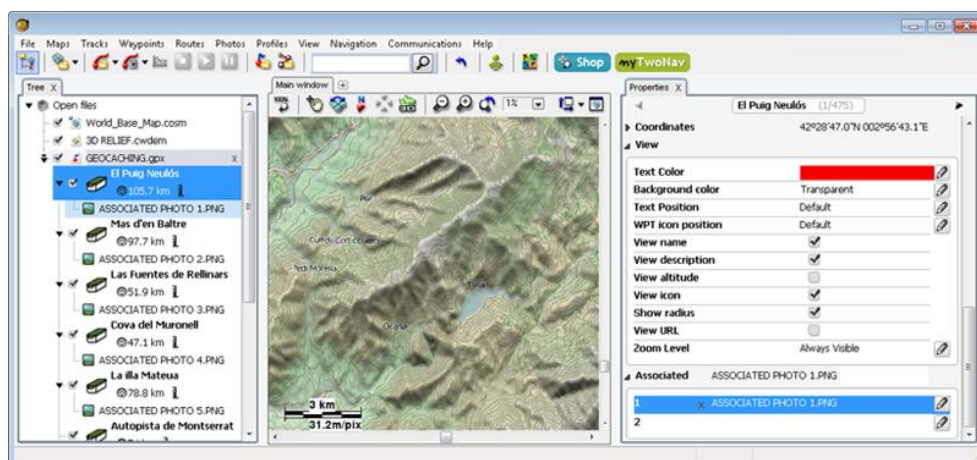 File Maps Tracks Waypoints Routes Photos Profiles View Navigation Communications Help
Shop
myTwoNav
Tree X
Open files
World_Base_Map.cosm
3D RELIEF.cwdem
GEOCACHING.gpx x
El Puig Neulós
105.7 km
ASSOCIATED PHOTO 1.PNG
Mas d'en Baltre
97.7 km
ASSOCIATED PHOTO 2.PNG
Las Fuentes de Rellinars
51.9 km
ASSOCIATED PHOTO 3.PNG
Cova del Muronell
47.1 km
ASSOCIATED PHOTO 4.PNG
La illa Mateua
78.8 km
ASSOCIATED PHOTO 5.PNG
Autopista de Montserrat
Main window
100%
1%
3 km
31.2m/pix
Properties X
El Puig Neulós (1/475)
Coordinates 42º28'47.0"N 002º56'43.1"E
View
Text Color
Background color Transparent
Text Position Default
WPT icon position Default
View name
View description
View altitude
View icon
Show radius
View URL
Zoom Level Always Visible
Associated ASSOCIATED PHOTO 1.PNG
1 x ASSOCIATED PHOTO 1.PNG
2